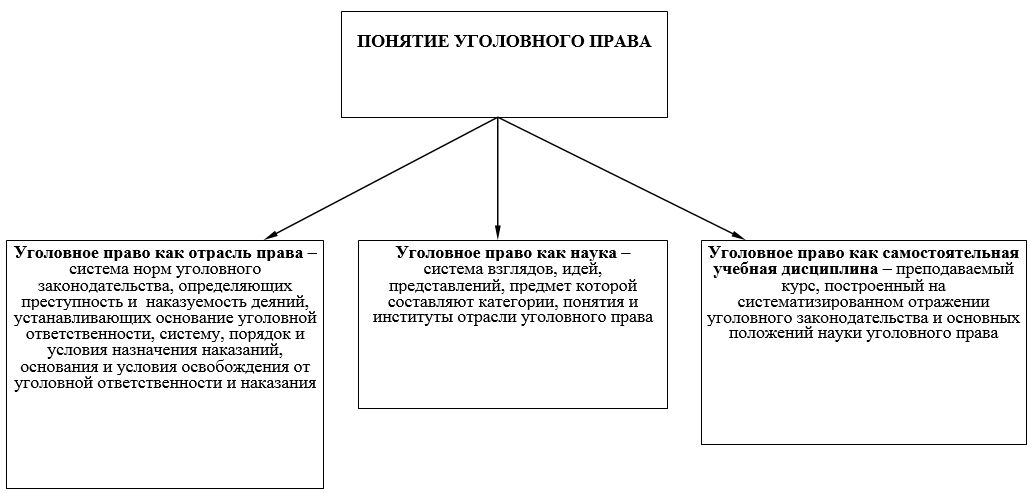 ПОНЯТИЕ УГОЛОВНОГО ПРАВА
Уголовное право как отрасль права –
система норм уголовного
законодательства, определяющих
преступность и наказуемость деяний,
устанавливающих основание уголовной
ответственности, систему, порядок и
условия назначения наказаний,
основания и условия освобождения от
уголовной ответственности и наказания
Уголовное право как наука –
система взглядов, идей,
представлений, предмет которой
составляют категории, понятия и
институты отрасли уголовного права
Уголовное право как самостоятельная
учебная дисциплина – преподаваемый
курс, построенный на
систематизированном отражении
уголовного законодательства и основных
положений науки уголовного права